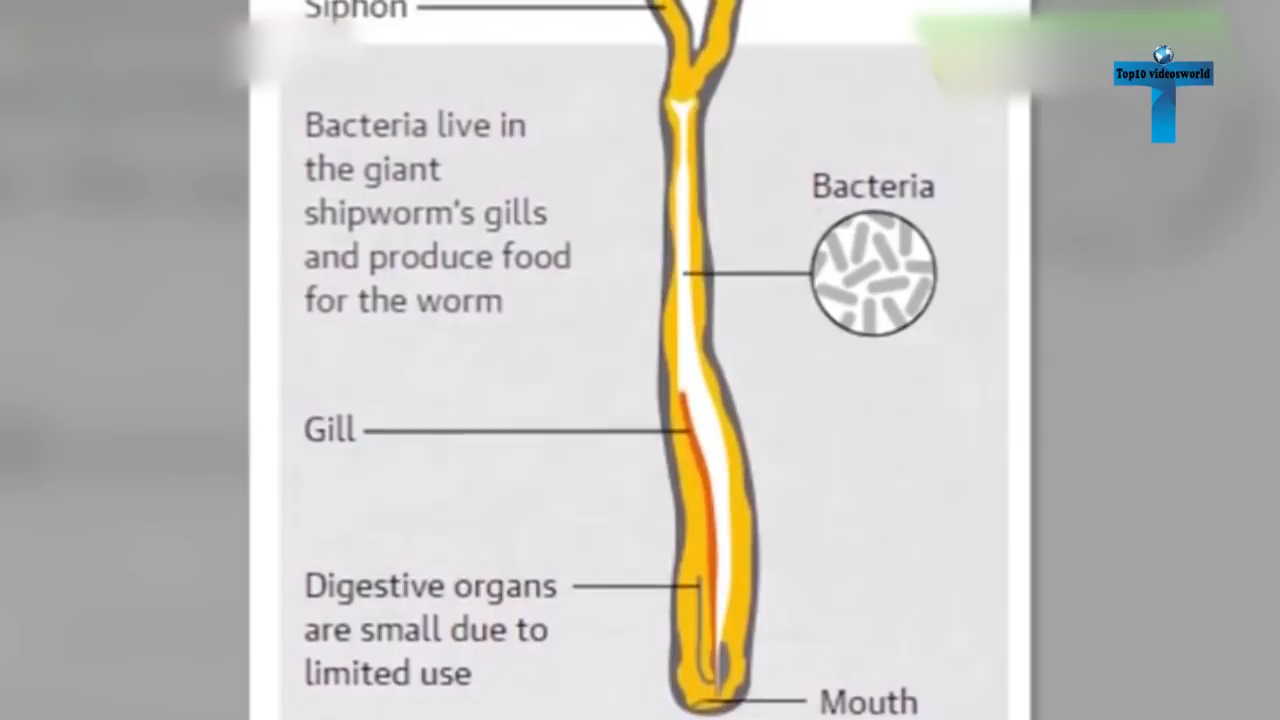 Siphon
Top10 videosworld
Bacteria live in
the giant
shipworm's gills
and produce food
for the worm
Bacteria
Gill
Digestive organs
are small due to
limited use
Mouth